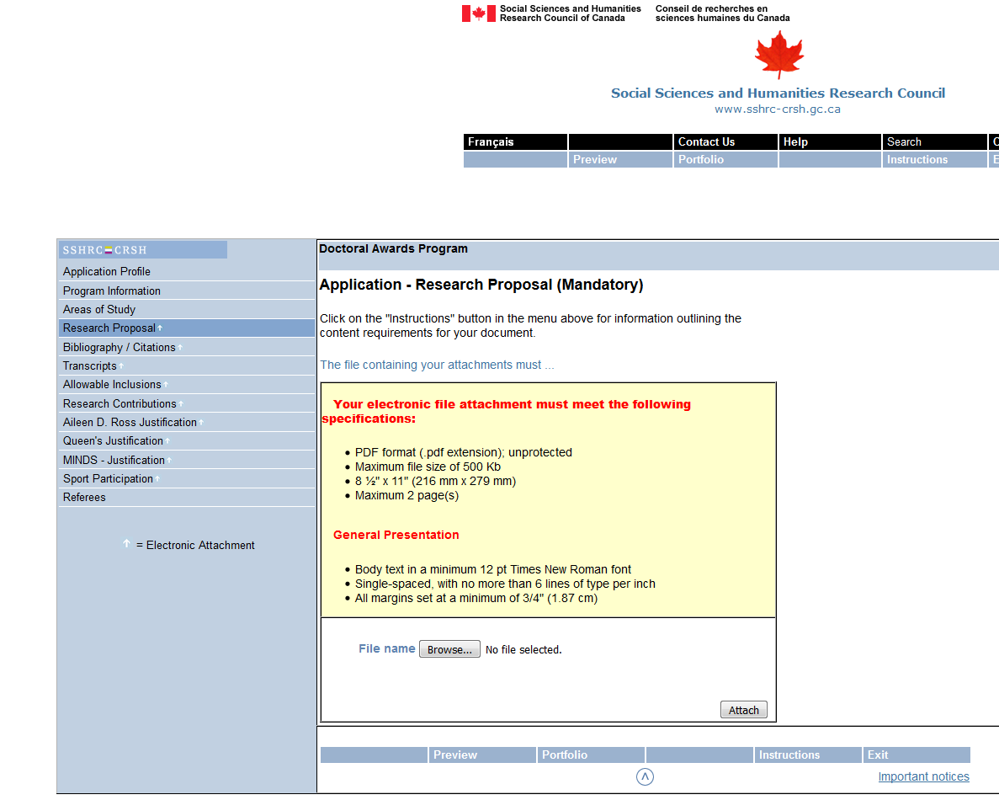 Social Sciences and Humanities Research Council of Canada
Conseil de recherches en sciences humaines du Canada
Social Sciences and Humanities Research Council
www.sshrc-crsh.gc.ca
Français Contact Us Help Search
Preview Portfolio Instructions
SSHRC CRSH
Application Profile
Program Information
Areas of Study
Research Proposal
Bibliography / Citations
Transcripts
Allowable Inclusions
Research Contributions
Aileen D. Ross Justification
Queen's Justification
MINDS - Justification
Sport Participation
Referees
= Electronic Attachment
Doctoral Awards Program
Application - Research Proposal (Mandatory)
Click on the "Instructions" button in the menu above for information outlining the
content requirements for your document.
The file containing your attachments must ...
Your electronic file attachment must meet the following
specifications:
PDF format (.pdf extension); unprotected
Maximum file size of 500 Kb
8 ½" x 11" (216 mm x 279 mm)
Maximum 2 page(s)
General Presentation
Body text in a minimum 12 pt Times New Roman font
Single-spaced, with no more than 6 lines of type per inch
All margins set at a minimum of 3/4" (1.87 cm)
File name Browse... No file selected.
Attach
Preview Portfolio Instructions Exit
Important notices